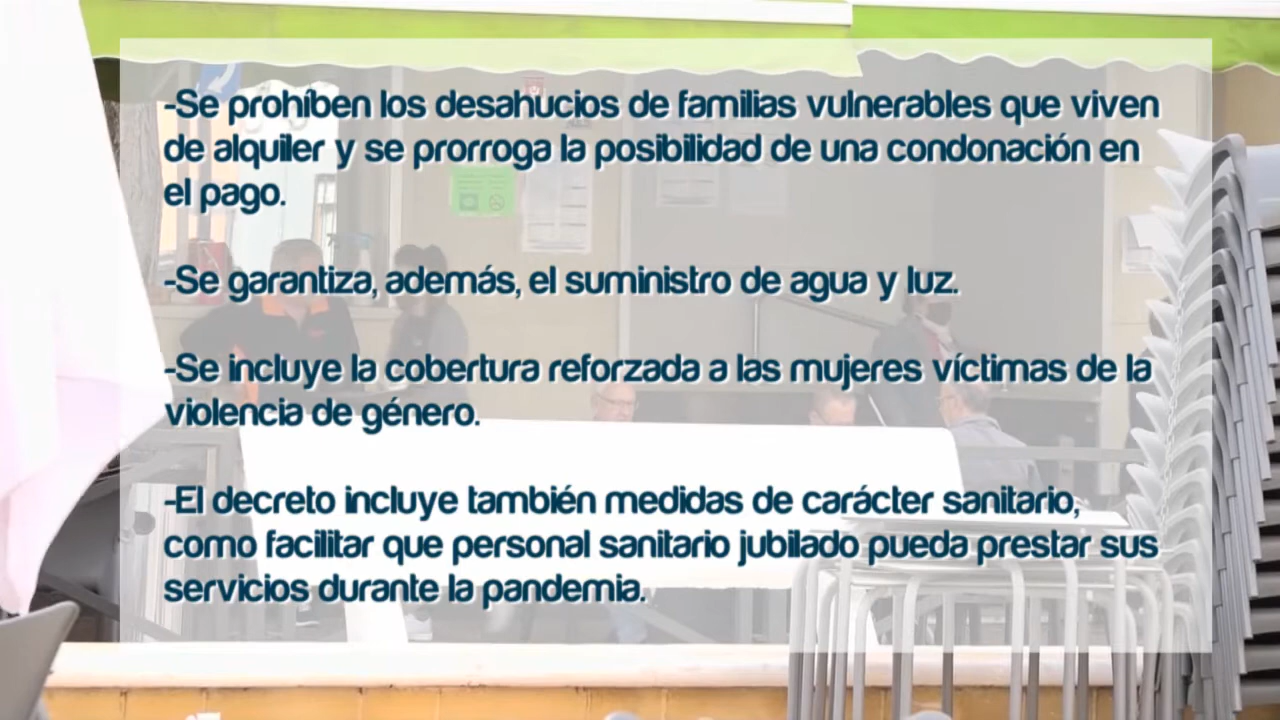 -Se prohíben los desahucios de familias vulnerables que viven
de alquiler y se prorroga la posibilidad de una condonación en
el pago.
-Se garantiza, además, el suministro de agua y luz.
-Se incluye la cobertura reforzada a las mujeres víctimas de la
violencia de género.
-El decreto incluye también medidas de carácter sanitario,
como facilitar que personal sanitario jubilado pueda prestar sus
servicios durante la pandemia.